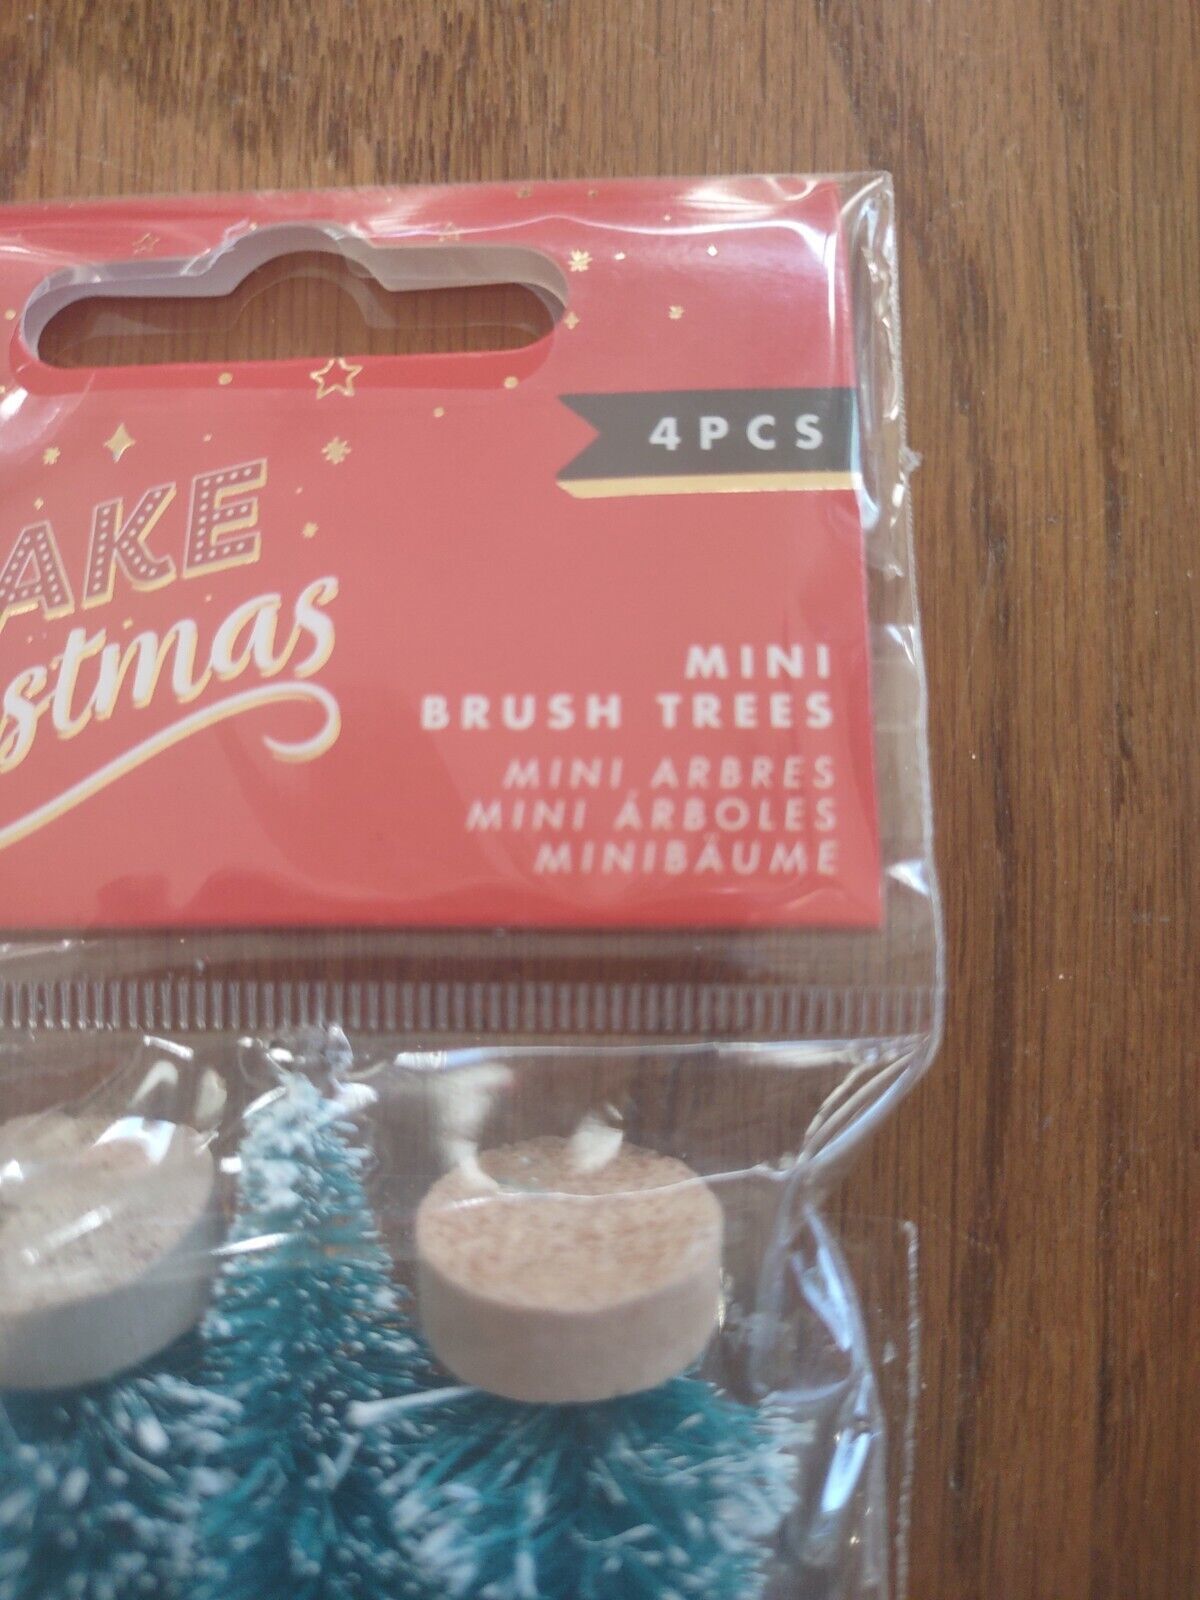 4PCS
AKE
stmas
MINI
BRUSH TREES
MINI ARBRES
MINI ÁRBOLES
MINIBÄUME